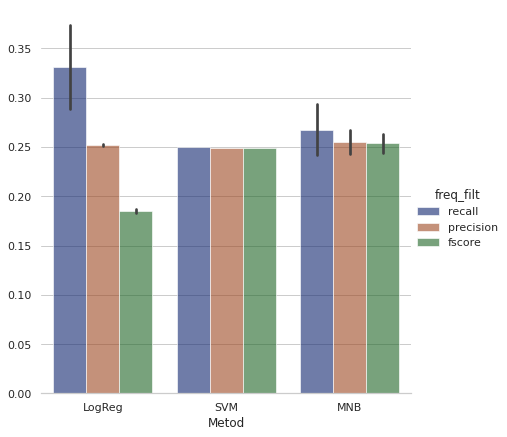 0.35
0.30
0.25
0.20
0.15
0.10
0.05
0.00
LogReg SVM MNB
Metod
freq_filt
recall
precision
fscore